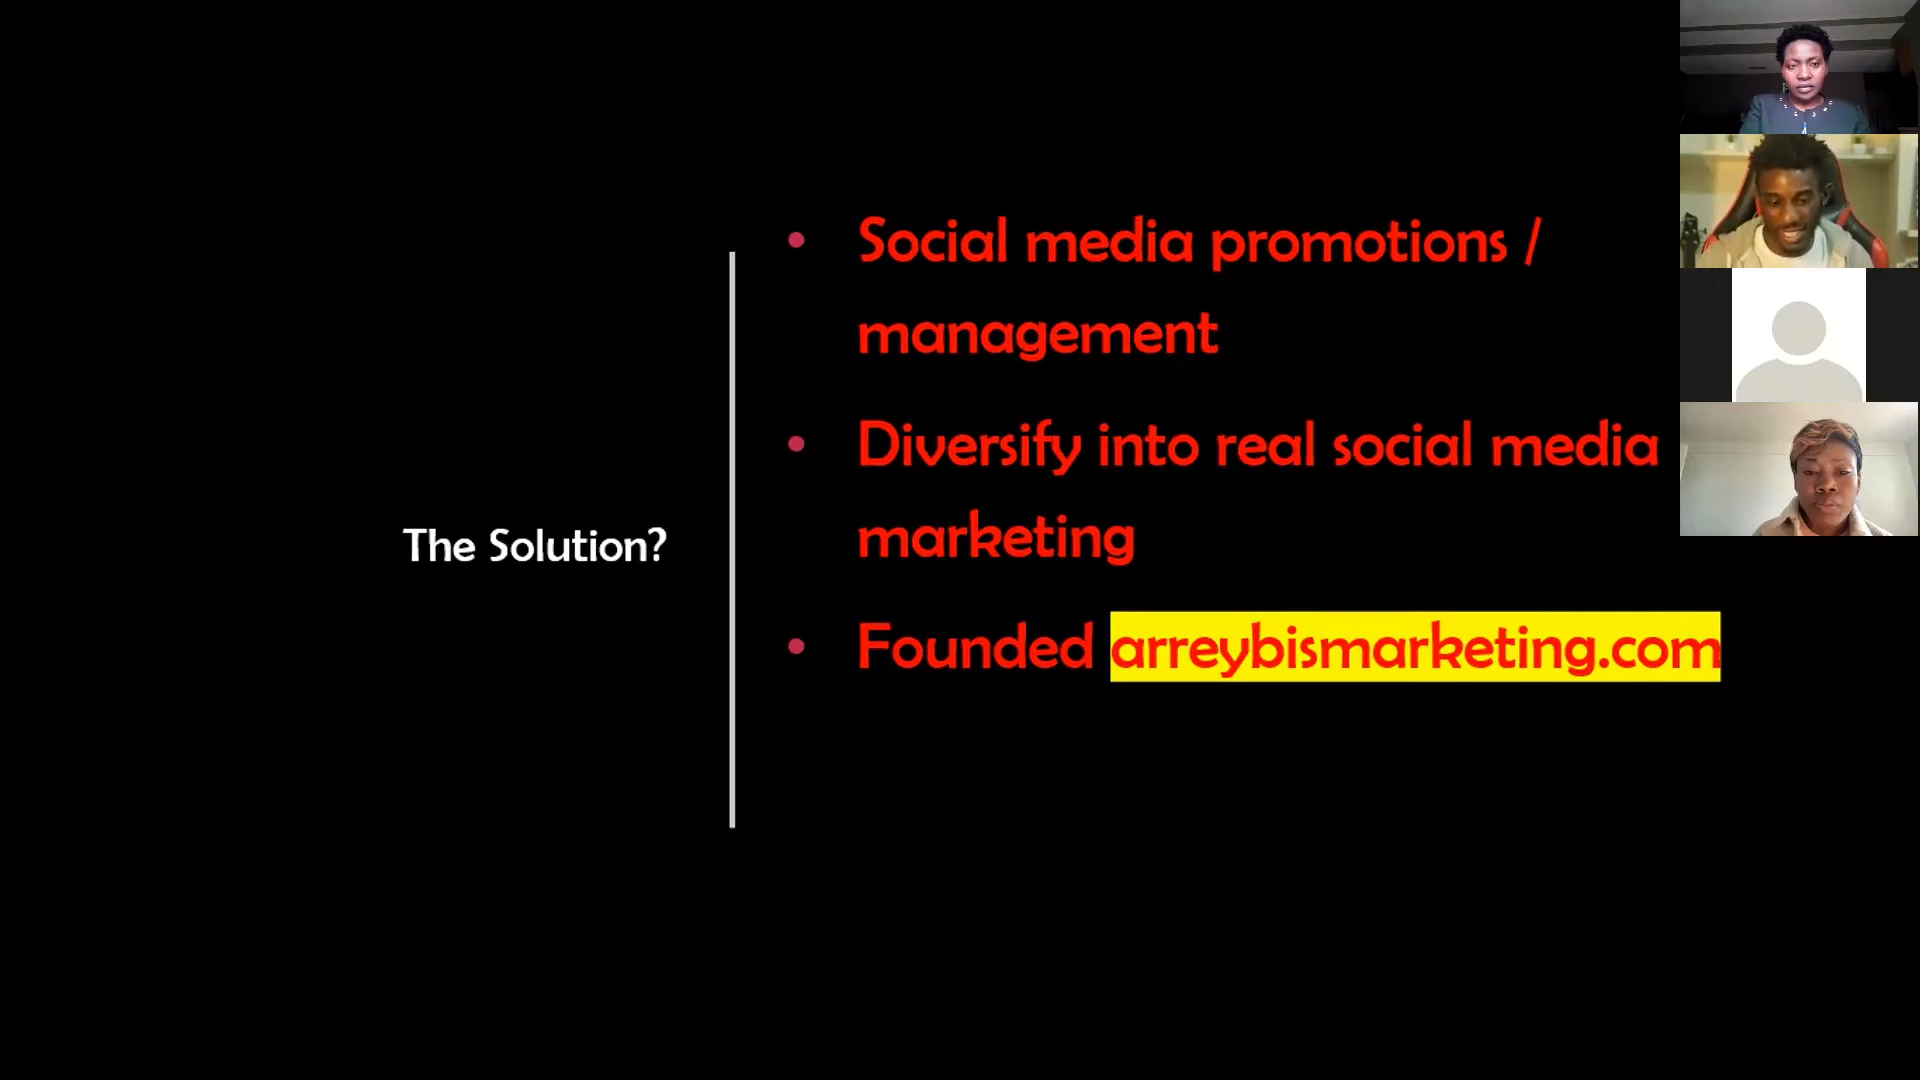 The Solution?
• Social media promotions /
management
• Diversify into real social media
marketing
• Founded arreybismarketing.com